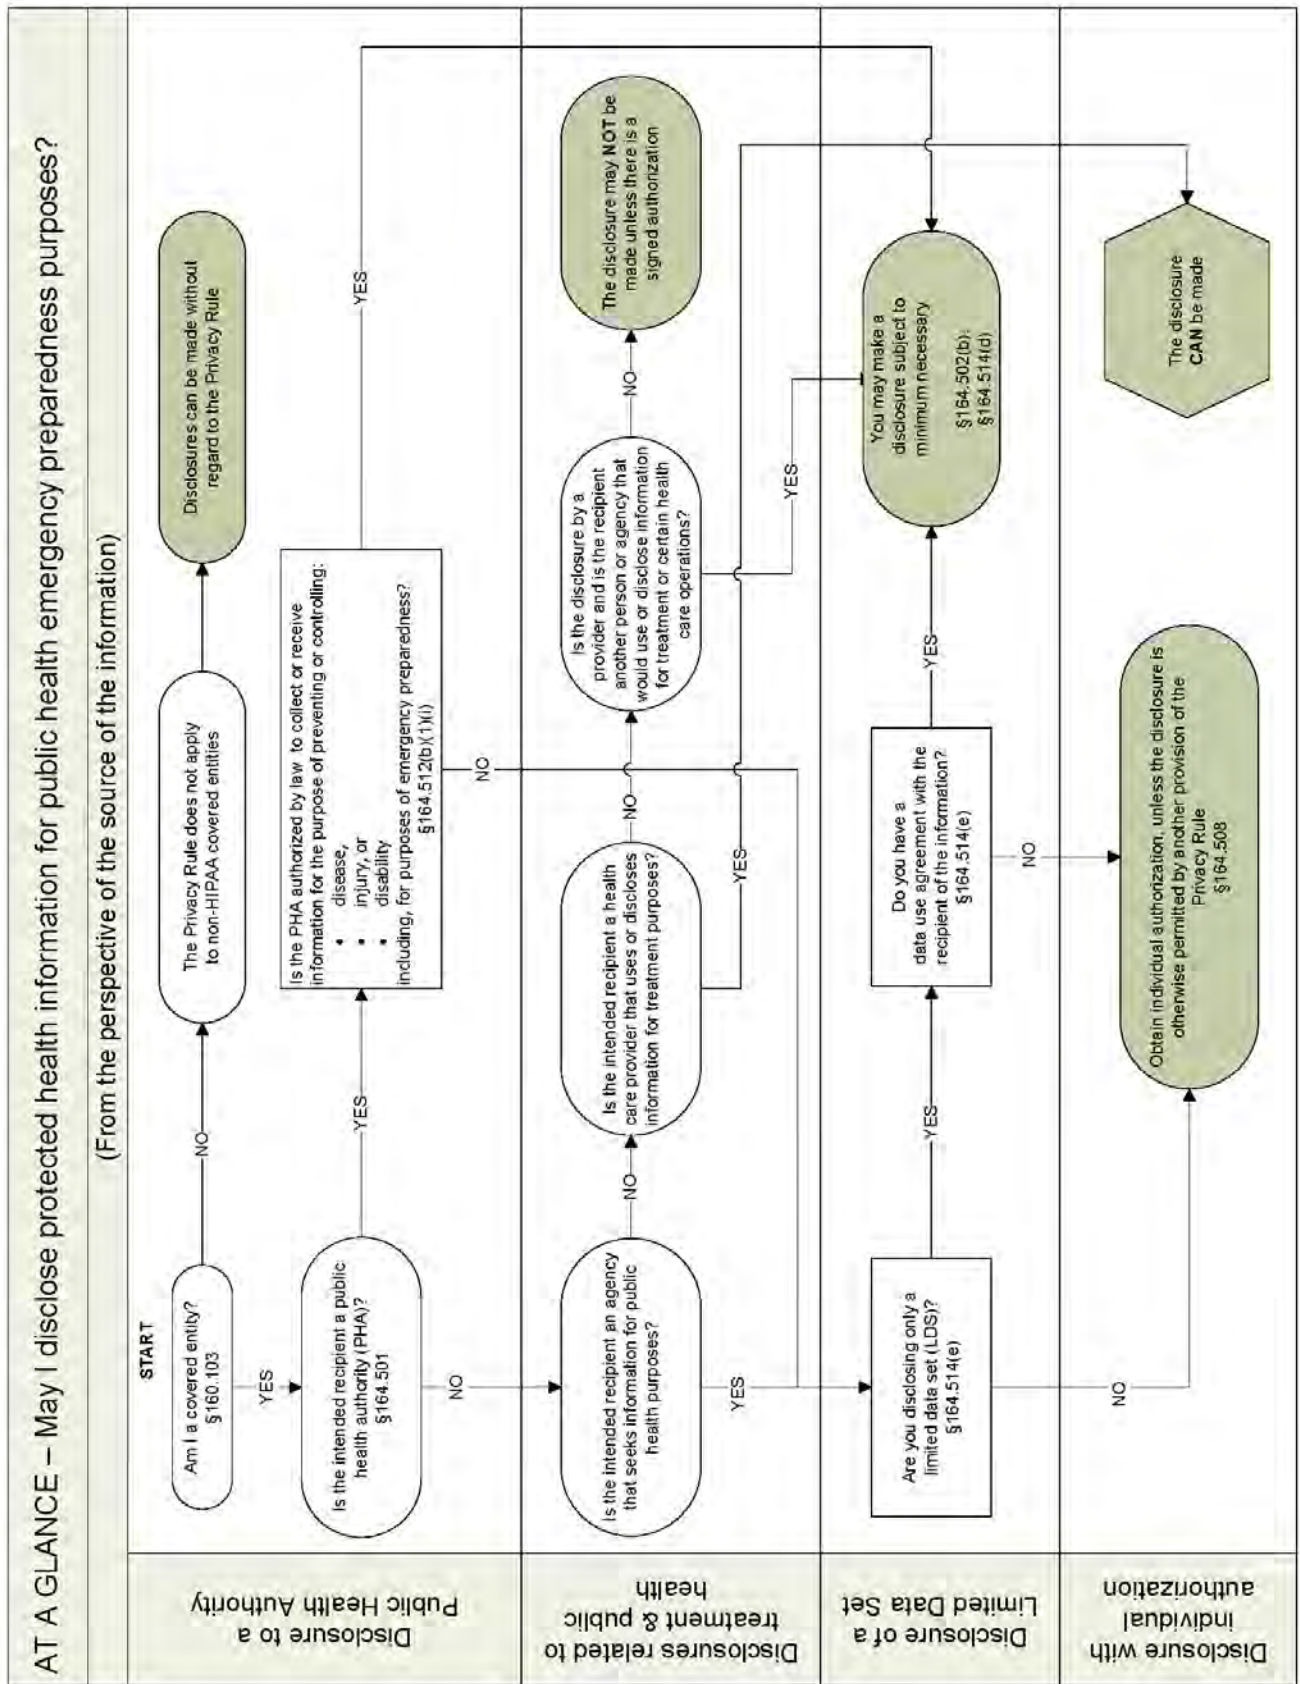 AT A GLANCE – May I disclose protected health information for public health emergency preparedness purposes?
(From the perspective of the source of the information)
Disclosure to a
Public Health Authority
START
Am I a covered entity?
§160.103
NO
The Privacy Rule does not apply
to non-HIPAA covered entities
Disclosures can be made without
regard to the Privacy Rule
YES
Is the intended recipient a public
health authority (PHA)?
§164.501
YES
Is the PHA authorized by law to collect or receive
information for the purpose of preventing or controlling:
• disease,
• injury, or
• disability
including, for purposes of emergency preparedness?
§164.512(b)(1)(i)
YES
NO
NO
Disclosures related to
treatment & public
health
Is the intended recipient an agency
that seeks information for public
health purposes?
NO
Is the intended recipient a health
care provider that uses or discloses
information for treatment purposes?
NO
Is the disclosure by a
provider and is the recipient
another person or agency that
would use or disclose information
for treatment or certain health
care operations?
NO
The disclosure may NOT be
made unless there is a
signed authorization
YES
YES
YES
Disclosure of a
Limited Data Set
Are you disclosing only a
limited data set (LDS)?
§164.514(e)
YES
Do you have a
data use agreement with the
recipient of the information?
§164.514(e)
YES
You may make a
disclosure subject to
minimum necessary
§164.502(b);
§164.514(d)
NO
NO
Disclosure with
individual
authorization
Obtain individual authorization, unless the disclosure is
otherwise permitted by another provision of the
Privacy Rule
§164.508
The disclosure
CAN be made